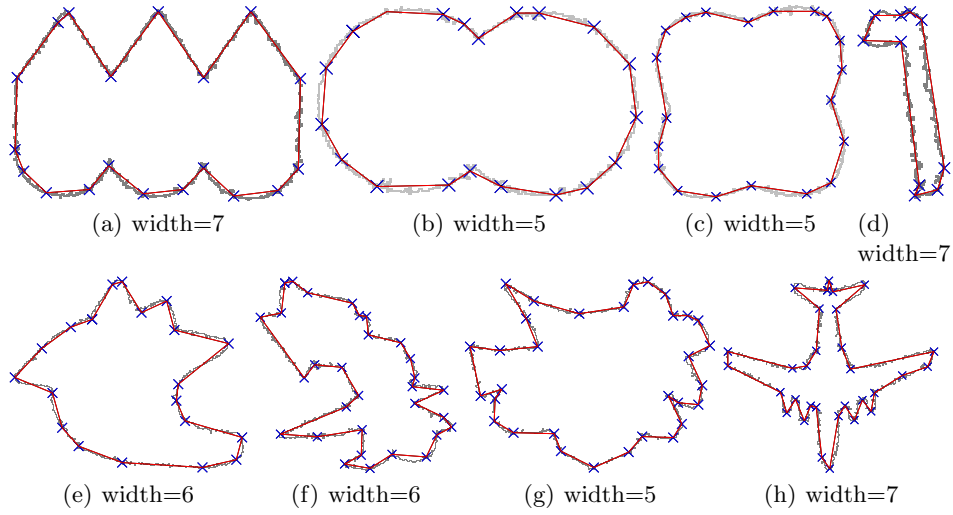 (a) width=7
(b) width=5
(c) width=5
(d)
width=7
(e) width=6
(f) width=6
(g) width=5
(h) width=7